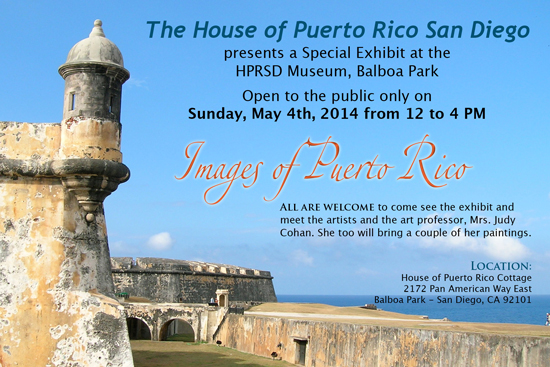 The House of Puerto Rico San Diego
presents a Special Exhibit at the
HPRSD Museum, Balboa Park
Open to the public only on
Sunday, May 4th, 2014 from 12 to 4 PM
Images of Puerto Rico
ALL ARE WELCOME to come see the exhibit and
meet the artists and the art professor, Mrs. Judy
Cohan. She too will bring a couple of her paintings.
LOCATION:
House of Puerto Rico Cottage
2172 Pan American Way East
Balboa Park – San Diego, CA 92101